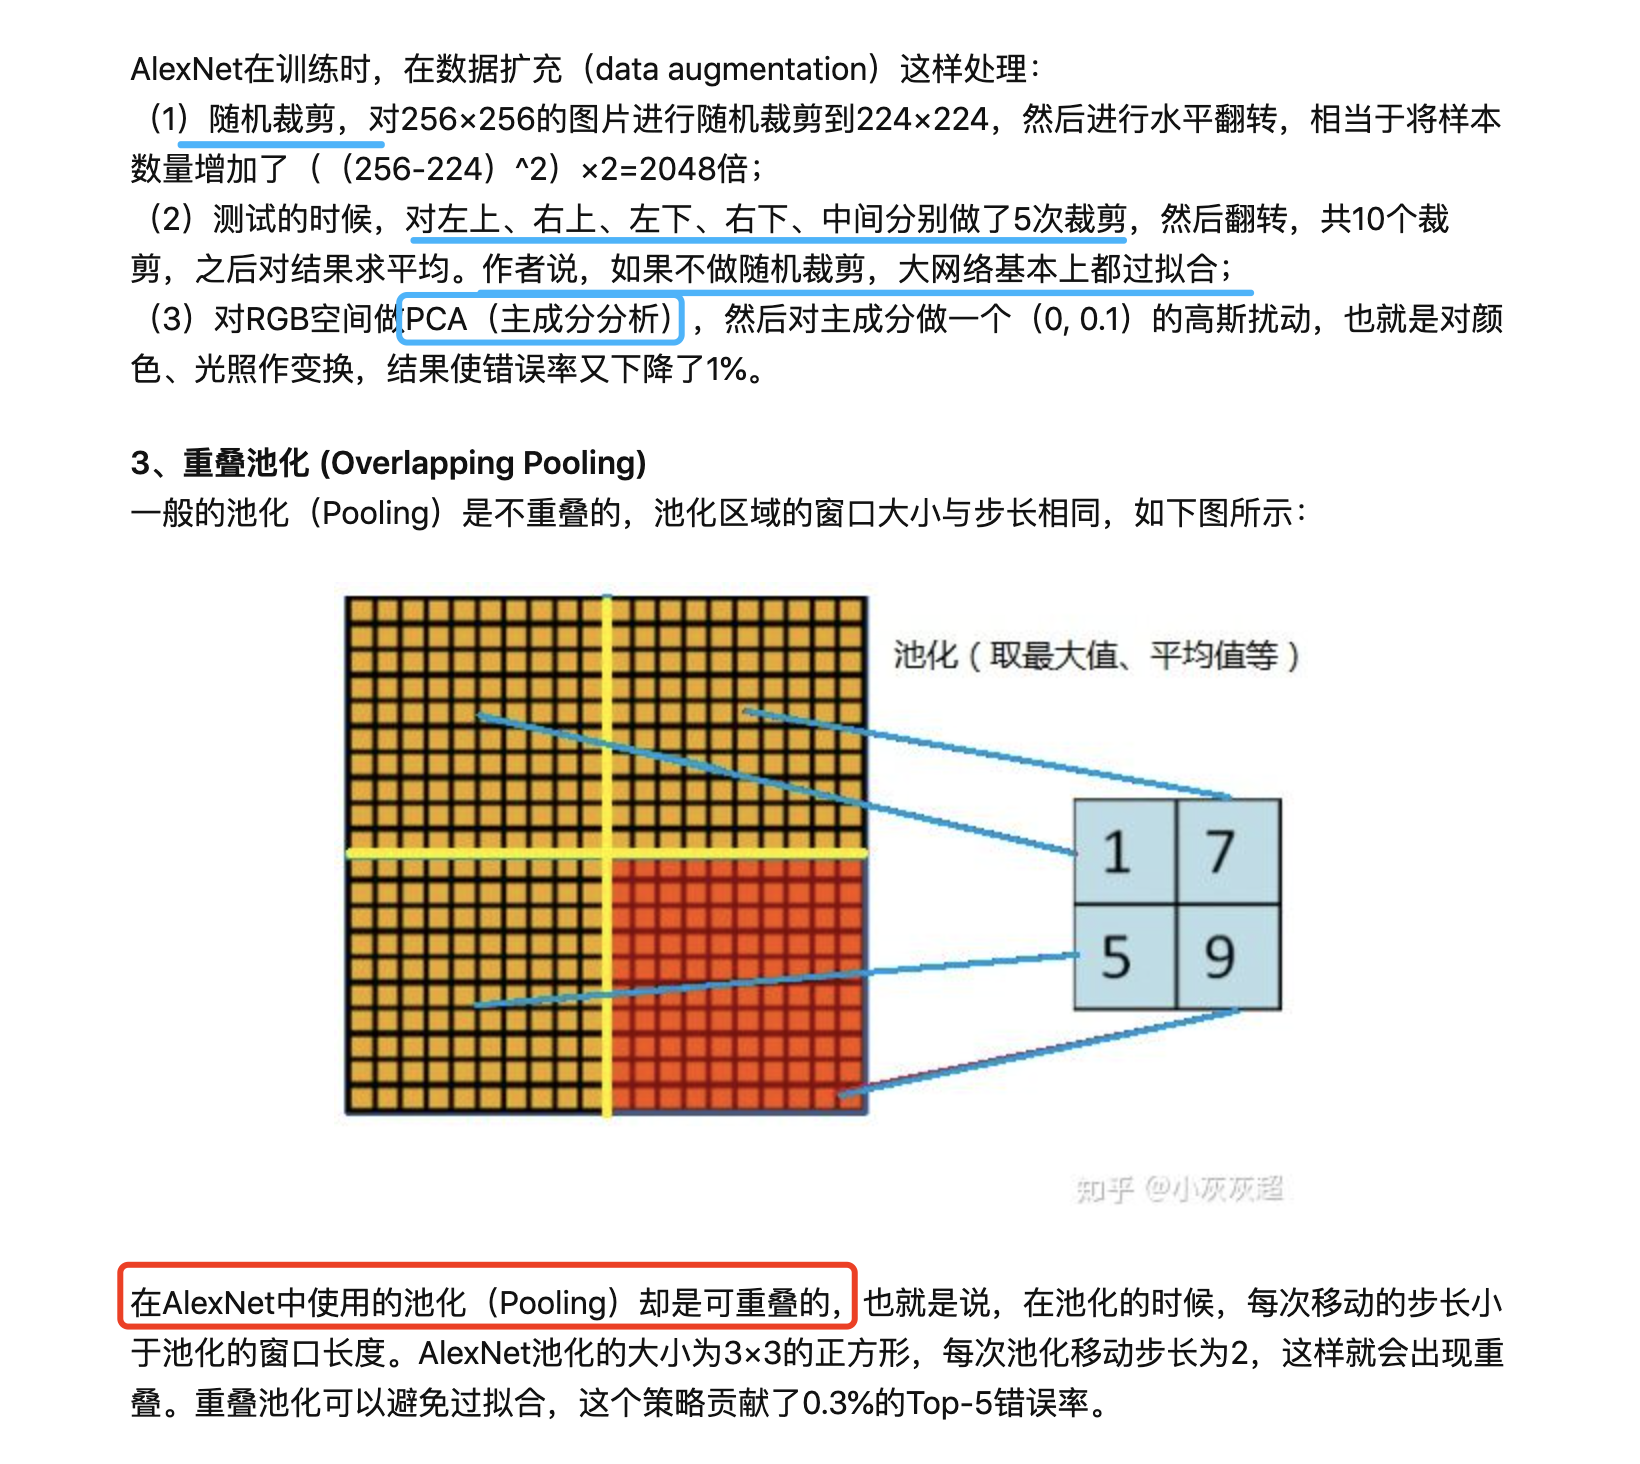 AlexNet在训练时，在数据扩充（data augmentation）这样处理：
（1）随机裁剪，对256×256的图片进行随机裁剪到224×224，然后进行水平翻转，相当于将样本
数量增加了（（256-224）^2）×2=2048倍；
（2）测试的时候，对左上、右上、左下、右下、中间分别做了5次裁剪，然后翻转，共10个裁
剪，之后对结果求平均。作者说，如果不做随机裁剪，大网络基本上都过拟合；
（3）对RGB空间做PCA（主成分分析），然后对主成分做一个（0, 0.1）的高斯扰动，也就是对颜
色、光照作变换，结果使错误率又下降了1%。
3、重叠池化 (Overlapping Pooling)
一般的池化（Pooling）是不重叠的，池化区域的窗口大小与步长相同，如下图所示：
池化（取最大值、平均值等）
1 7
5 9
知乎 @小灰灰超
在AlexNet中使用的池化（Pooling）却是可重叠的，也就是说，在池化的时候，每次移动的步长小
于池化的窗口长度。AlexNet池化的大小为3×3的正方形，每次池化移动步长为2，这样就会出现重
叠。重叠池化可以避免过拟合，这个策略贡献了0.3%的Top-5错误率。